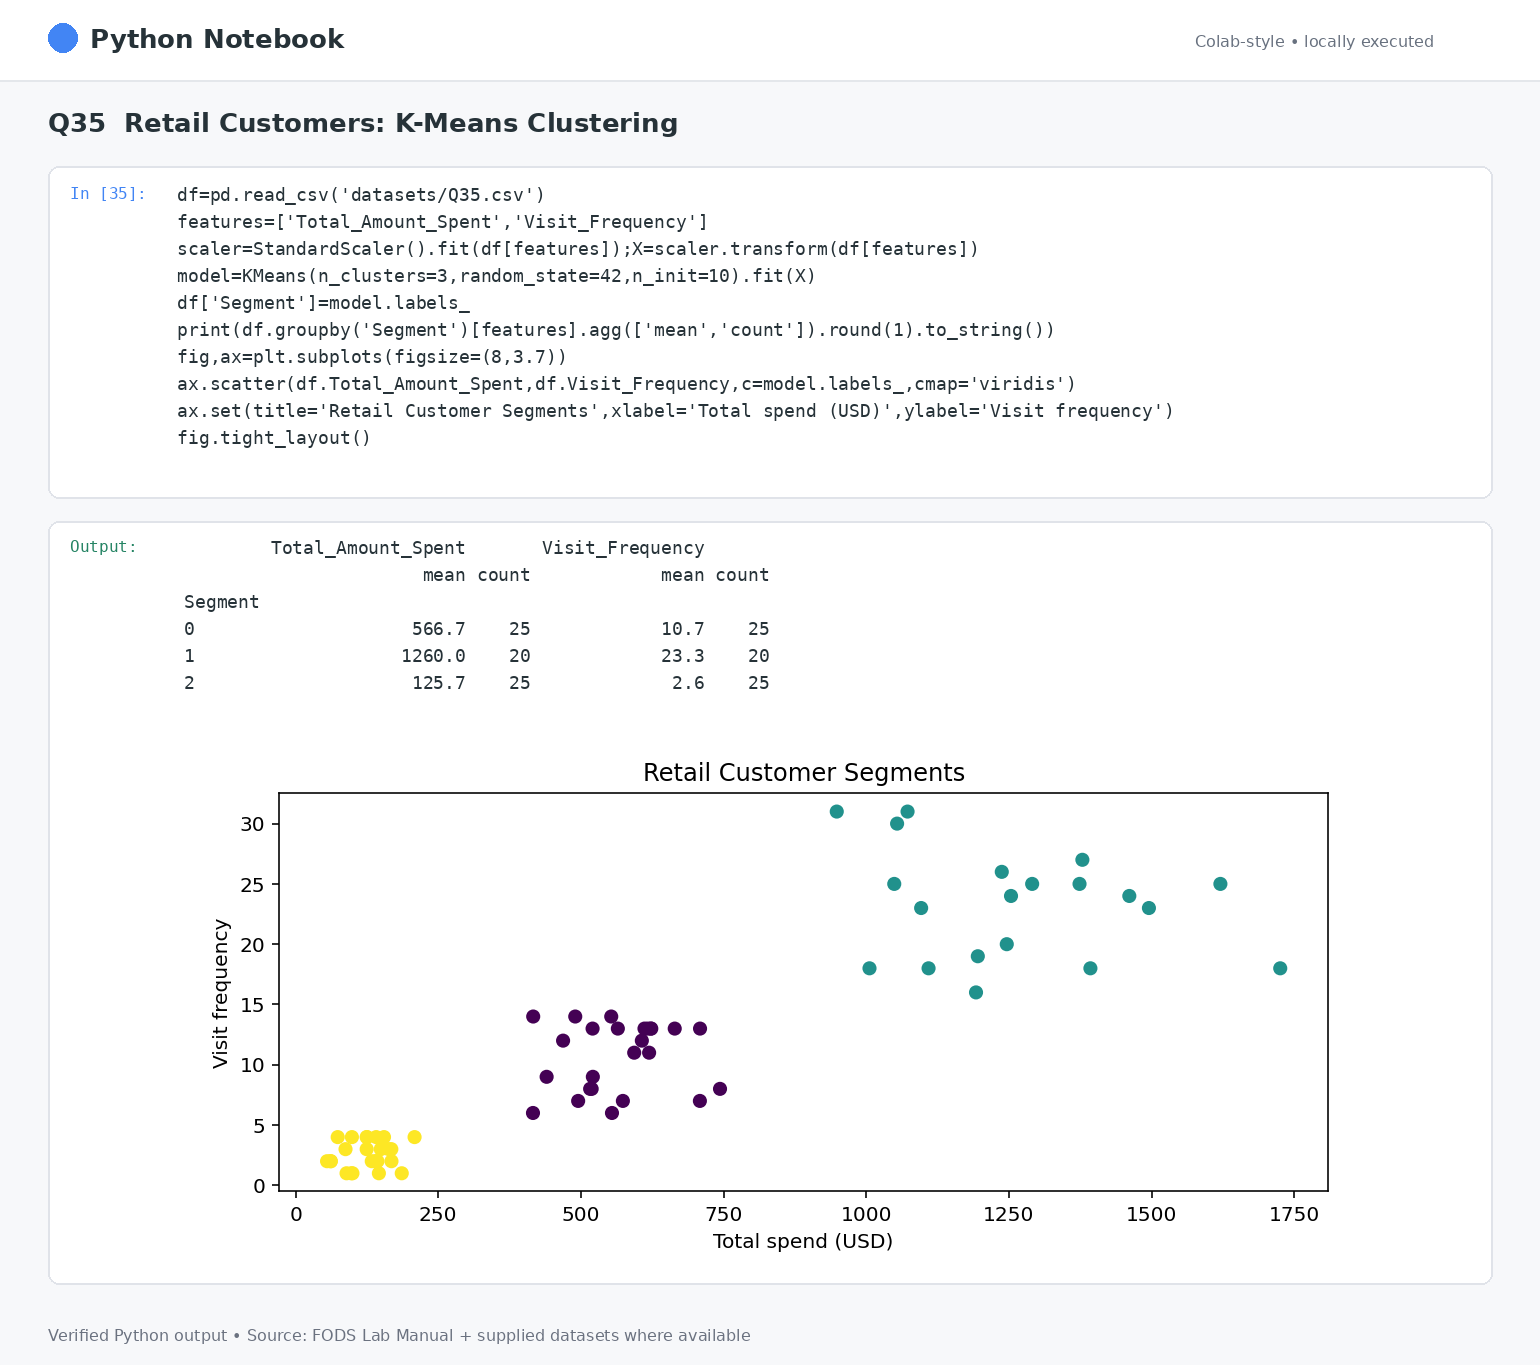 Python Notebook
Colab-style • locally executed
Q35  Retail Customers: K-Means Clustering
In [35]:
df=pd.read_csv('datasets/Q35.csv')
features=['Total_Amount_Spent','Visit_Frequency']
scaler=StandardScaler().fit(df[features]);X=scaler.transform(df[features])
model=KMeans(n_clusters=3,random_state=42,n_init=10).fit(X)
df['Segment']=model.labels_
print(df.groupby('Segment')[features].agg(['mean','count']).round(1).to_string())
fig,ax=plt.subplots(figsize=(8,3.7))
ax.scatter(df.Total_Amount_Spent,df.Visit_Frequency,c=model.labels_,cmap='viridis')
ax.set(title='Retail Customer Segments',xlabel='Total spend (USD)',ylabel='Visit frequency')
fig.tight_layout()
Output:
Total_Amount_Spent       Visit_Frequency
mean count            mean count
Segment
0                    566.7    25            10.7    25
1                   1260.0    20            23.3    20
2                    125.7    25             2.6    25
Retail Customer Segments
30
25
20
15
10
5
0
Visit frequency
0 250 500 750 1000 1250 1500 1750
Total spend (USD)
Verified Python output • Source: FODS Lab Manual + supplied datasets where available